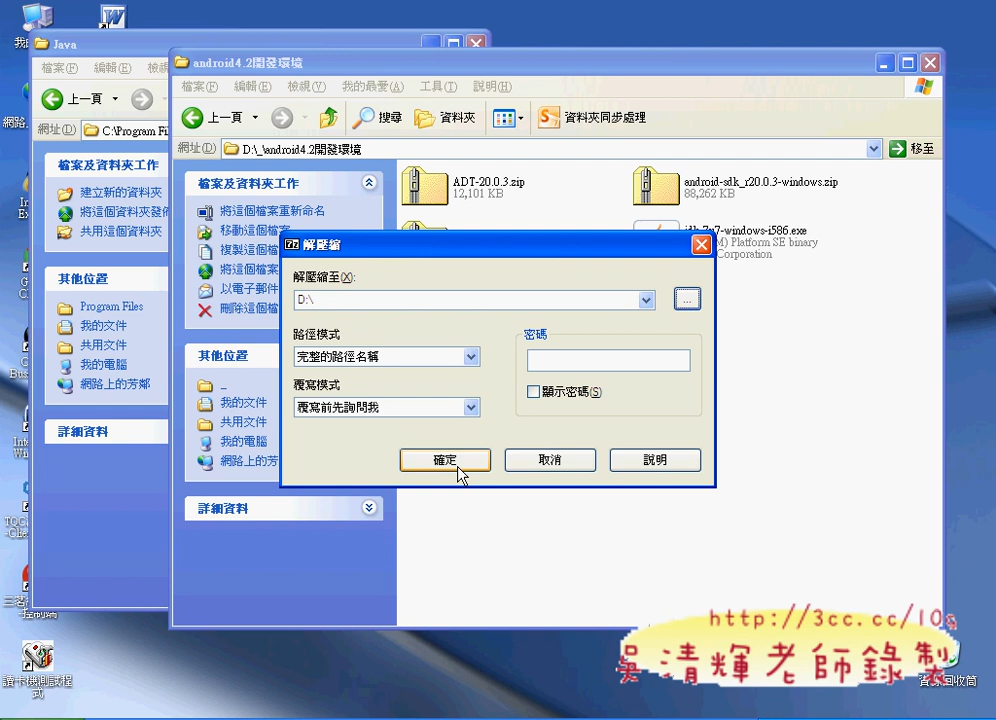 Java
檔案(F) 編輯(E) 檢視
上一頁
網址(D) C:\Program Fi
檔案及資料夾工作
建立新的資料夾
將這個資料夾發佈
共用這個資料夾
其他位置
Program Files
我的文件
共用文件
我的電腦
網路上的芳鄰
詳細資料
android4.2開發環境
檔案(F) 編輯(E) 檢視(V) 我的最愛(A) 工具(T) 說明(H)
上一頁 搜尋 資料夾 資料夾同步處理
網址(D) D:\_\android4.2開發環境 移至
檔案及資料夾工作
將這個檔案重新命名
移動這個檔案
複製這個檔
將這個檔案
以電子郵件
刪除這個檔
其他位置
_
我的文件
共用文件
我的電腦
網路上的芳
詳細資料
ADT-20.0.3.zip
12,101 KB
android-sdk_r20.0.3-windows.zip
88,262 KB
jdk-7u7-windows-i586.exe
M) Platform SE binary
Corporation
解壓縮
解壓縮至(X):
D:\
...
路徑模式
完整的路徑名稱
覆寫模式
覆寫前先詢問我
密碼
顯示密碼(S)
確定 取消 說明
讀卡機測試程
式
資源回收筒
http://3cc.cc/10g
吳清輝老師錄製